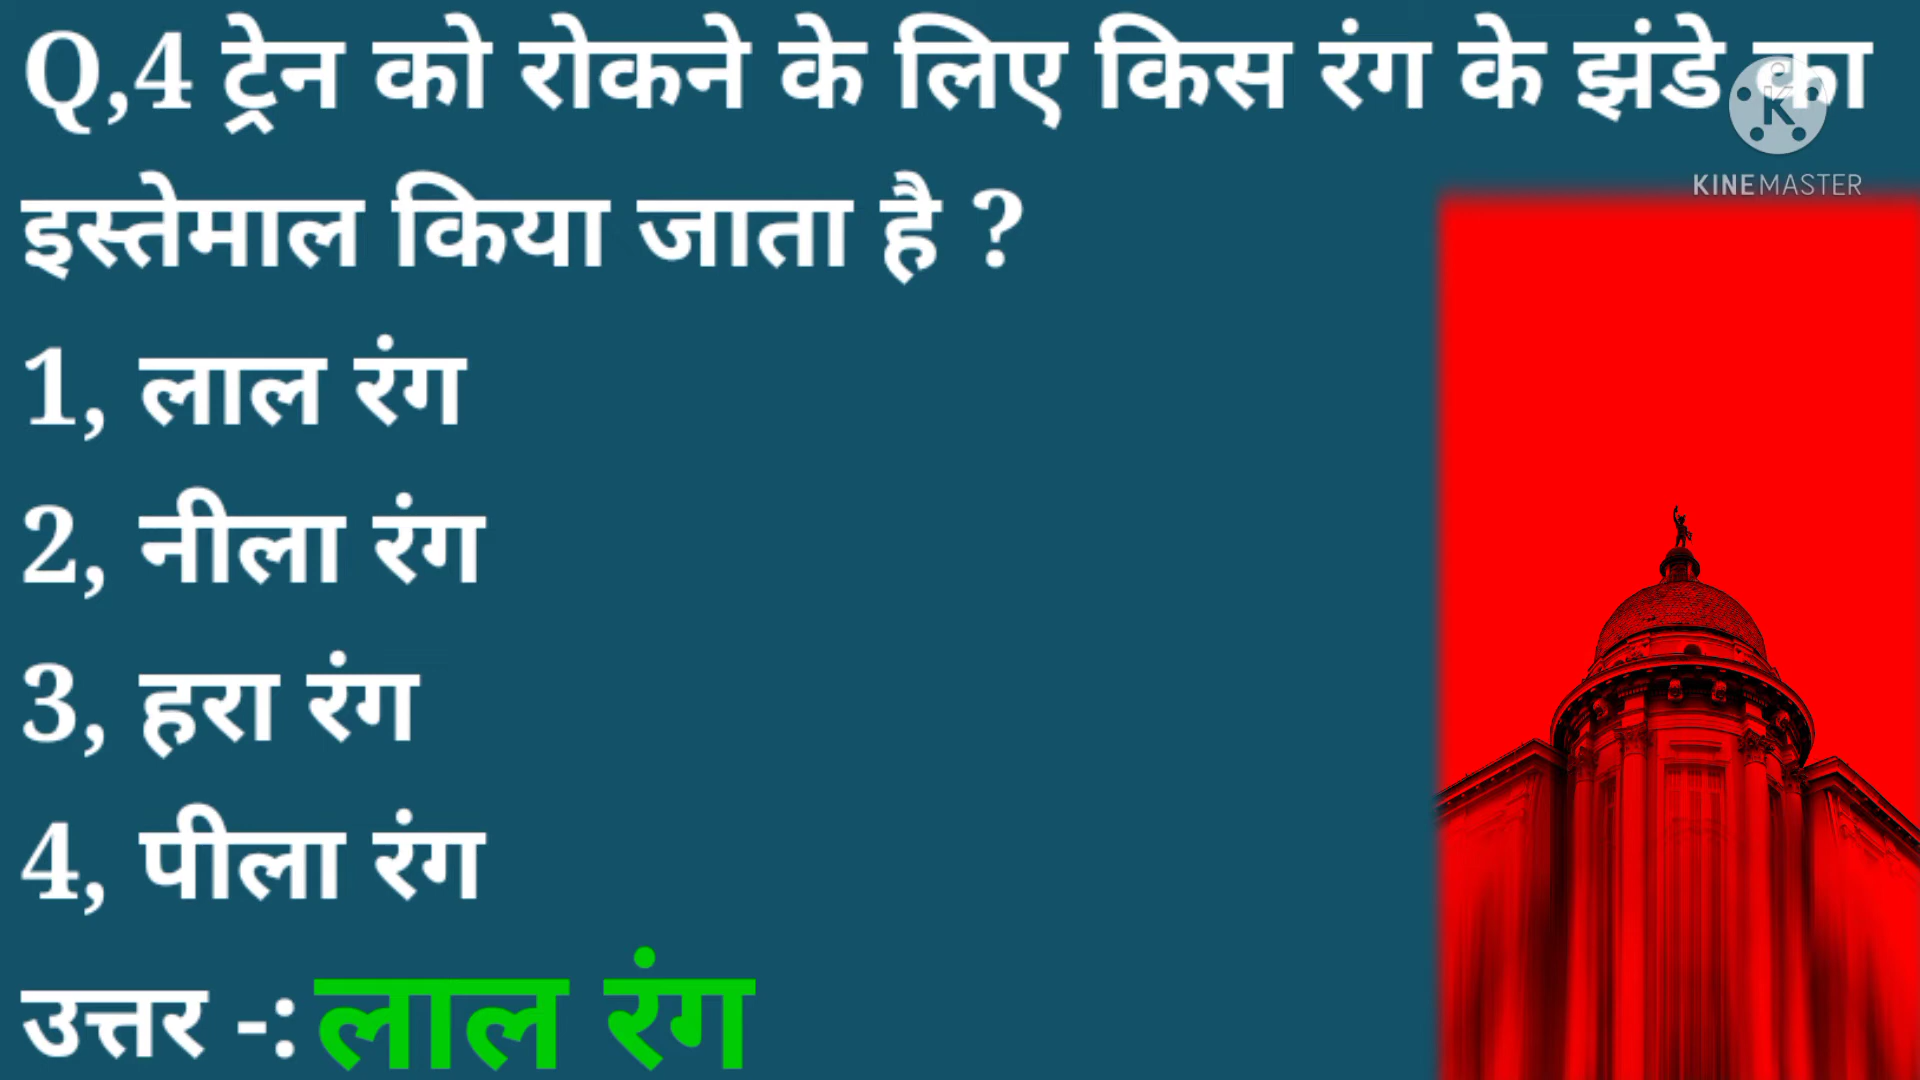 Q,4 ट्रेन को रोकने के लिए किस रंग के झंडे का
KINEMASTER
इस्तेमाल किया जाता है ?
1, लाल रंग
2, नीला रंग
3, हरा रंग
4, पीला रंग
उत्तर -: लाल रंग